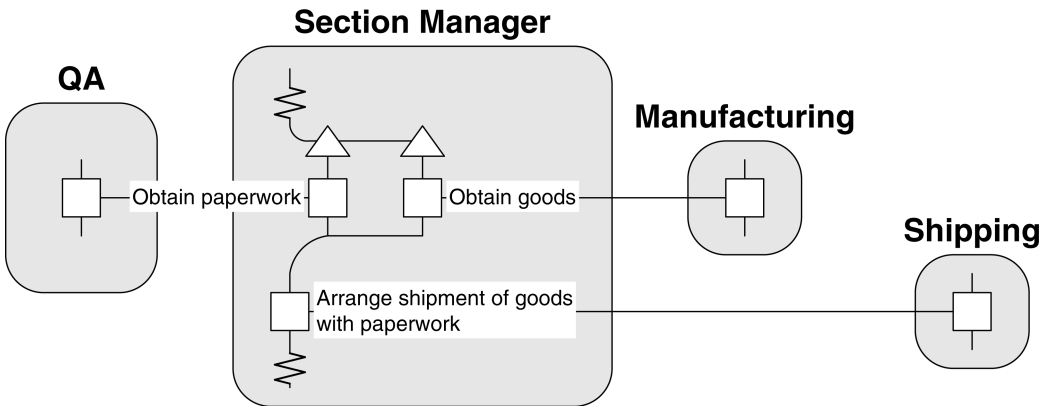 Section Manager
QA
Manufacturing
Obtain paperwork
Obtain goods
Shipping
Arrange shipment of goods
with paperwork